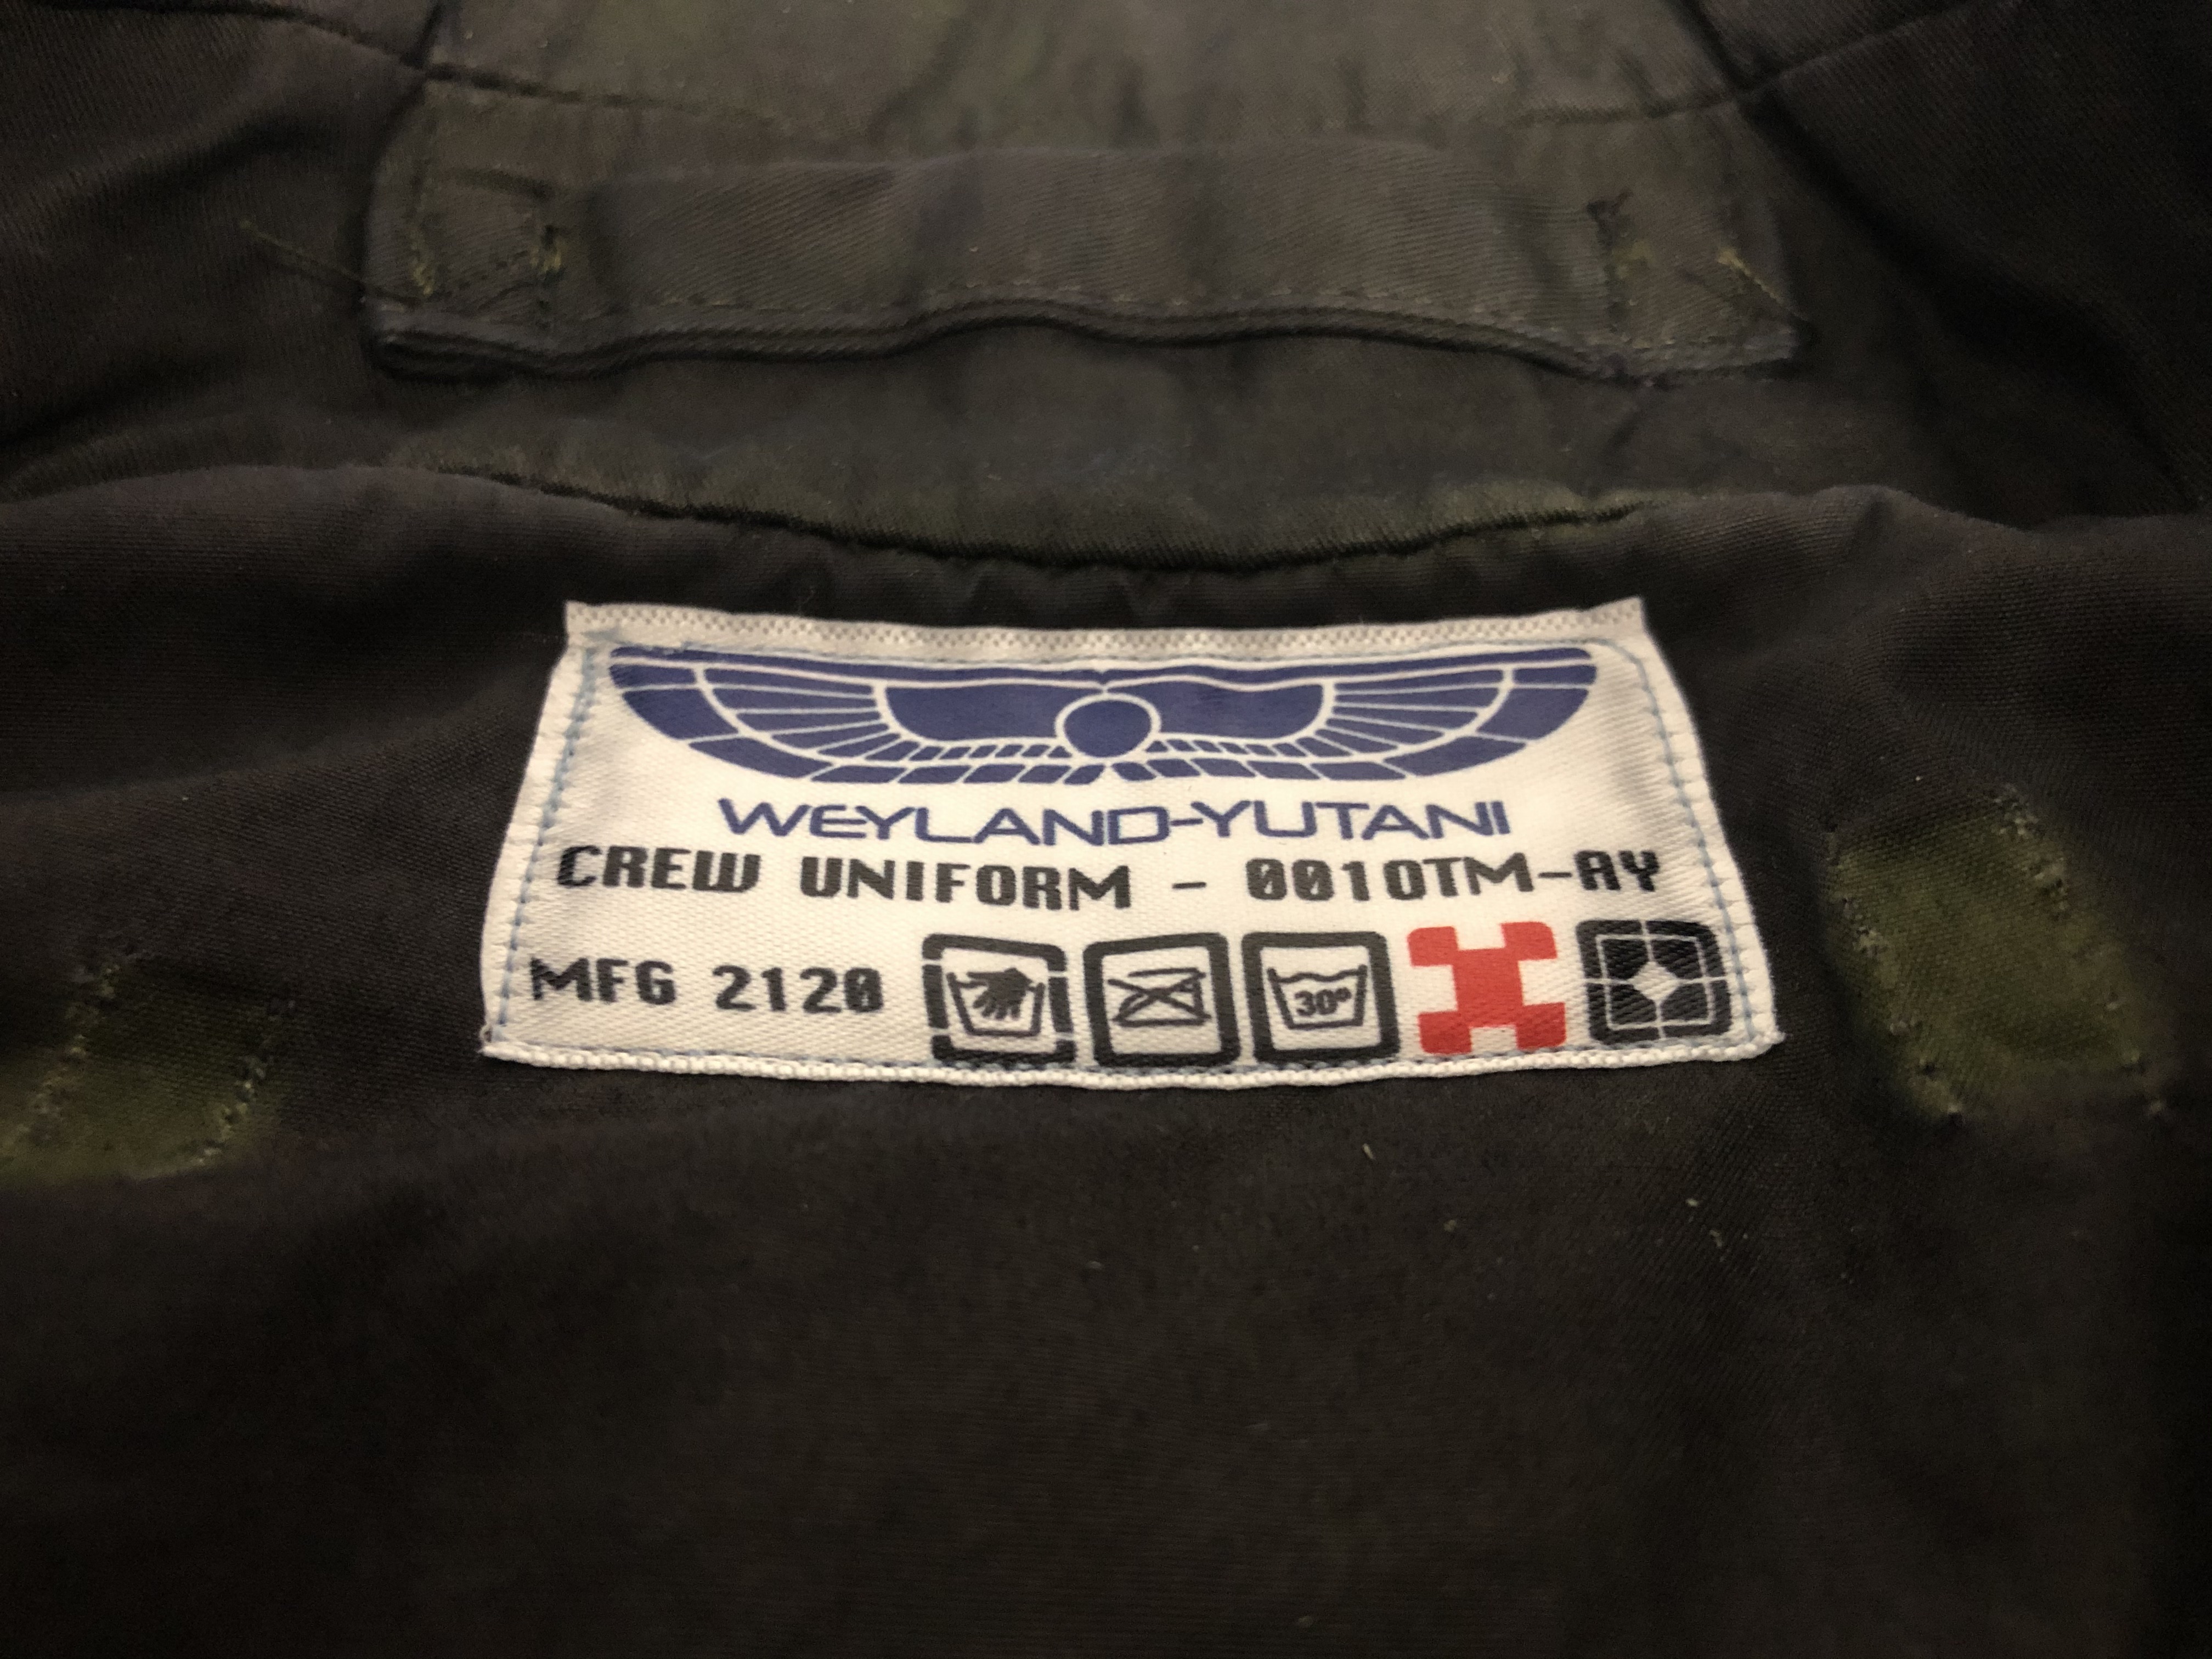 WEYLAND-YUTANI
CREW UNIFORM - 0010TM-AY
MFG 2120 30°